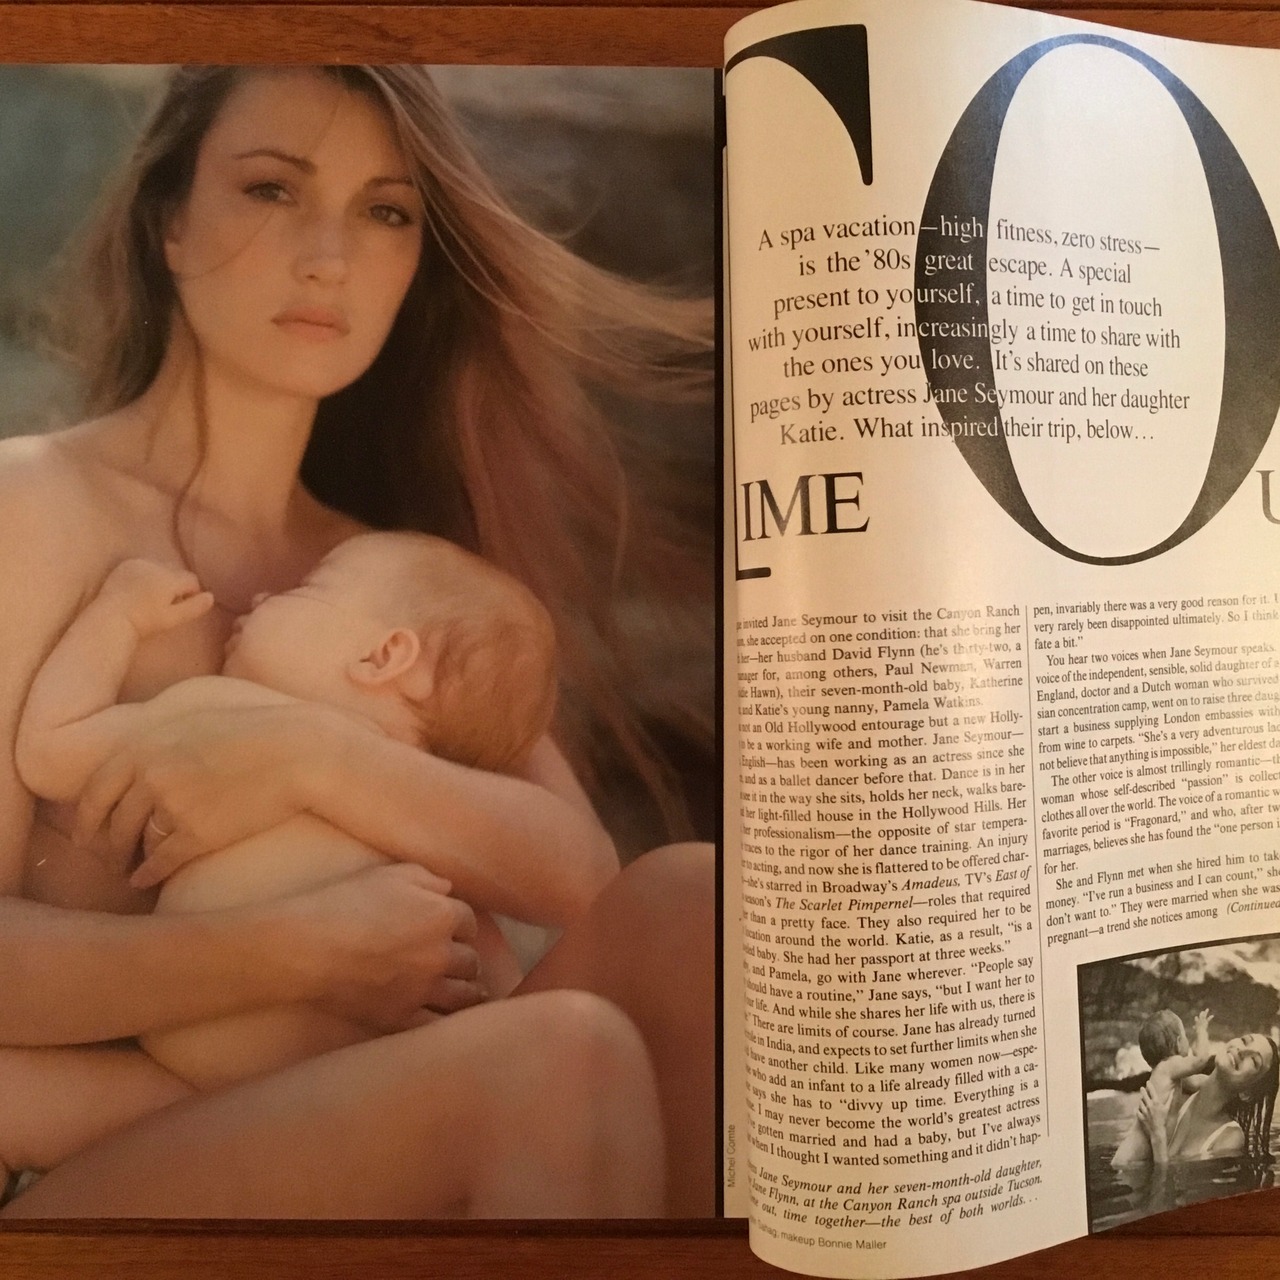 TIME
OU
A spa vacation—high fitness, zero stress—
is the '80s great escape. A special
present to yourself, a time to get in touch
with yourself, increasingly a time to share with
the ones you love. It's shared on these
pages by actress Jane Seymour and her daughter
Katie. What inspired their trip, below…
invited Jane Seymour to visit the Canyon Ranch
she accepted on one condition: that she bring her
—her husband David Flynn (he's thirty-two, a
for, among others, Paul Newman, Warren
Hawn), their seven-month-old baby, Katherine
and Katie's young nanny, Pamela Watkins.
not an Old Hollywood entourage but a new Holly-
be a working wife and mother. Jane Seymour—
English—has been working as an actress since she
and as a ballet dancer before that. Dance is in her
see it in the way she sits, holds her neck, walks bare-
her light-filled house in the Hollywood Hills. Her
professionalism—the opposite of star tempera-
to the rigor of her dance training. An injury
to acting, and now she is flattered to be offered char-
—she's starred in Broadway's Amadeus, TV's East of
season's The Scarlet Pimpernel—roles that required
than a pretty face. They also required her to be
location around the world. Katie, as a result, "is a
baby. She had her passport at three weeks."
and Pamela, go with Jane wherever. "People say
should have a routine," Jane says, "but I want her to
life. And while she shares her life with us, there is
There are limits of course. Jane has already turned
in India, and expects to set further limits when she
have another child. Like many women now—espe-
who add an infant to a life already filled with a ca-
says she has to "divvy up time. Everything is a
I may never become the world's greatest actress
gotten married and had a baby, but I've always
when I thought I wanted something and it didn't hap-
Jane Seymour and her seven-month-old daughter,
Jane Flynn, at the Canyon Ranch spa outside Tucson.
out, time together—the best of both worlds…
makeup Bonnie Maller
Michel Comte
pen, invariably there was a very good reason for it. I
very rarely been disappointed ultimately. So I think
fate a bit."
You hear two voices when Jane Seymour speaks.
voice of the independent, sensible, solid daughter of a
England, doctor and a Dutch woman who survived
sian concentration camp, went on to raise three daug
start a business supplying London embassies with
from wine to carpets. "She's a very adventurous lad
not believe that anything is impossible," her eldest da
The other voice is almost trillingly romantic—th
woman whose self-described "passion" is collect
clothes all over the world. The voice of a romantic w
favorite period is "Fragonard," and who, after tw
marriages, believes she has found the "one person i
for her.
She and Flynn met when she hired him to tak
money. "I've run a business and I can count," she
don't want to." They were married when she was
pregnant—a trend she notices among (Continued